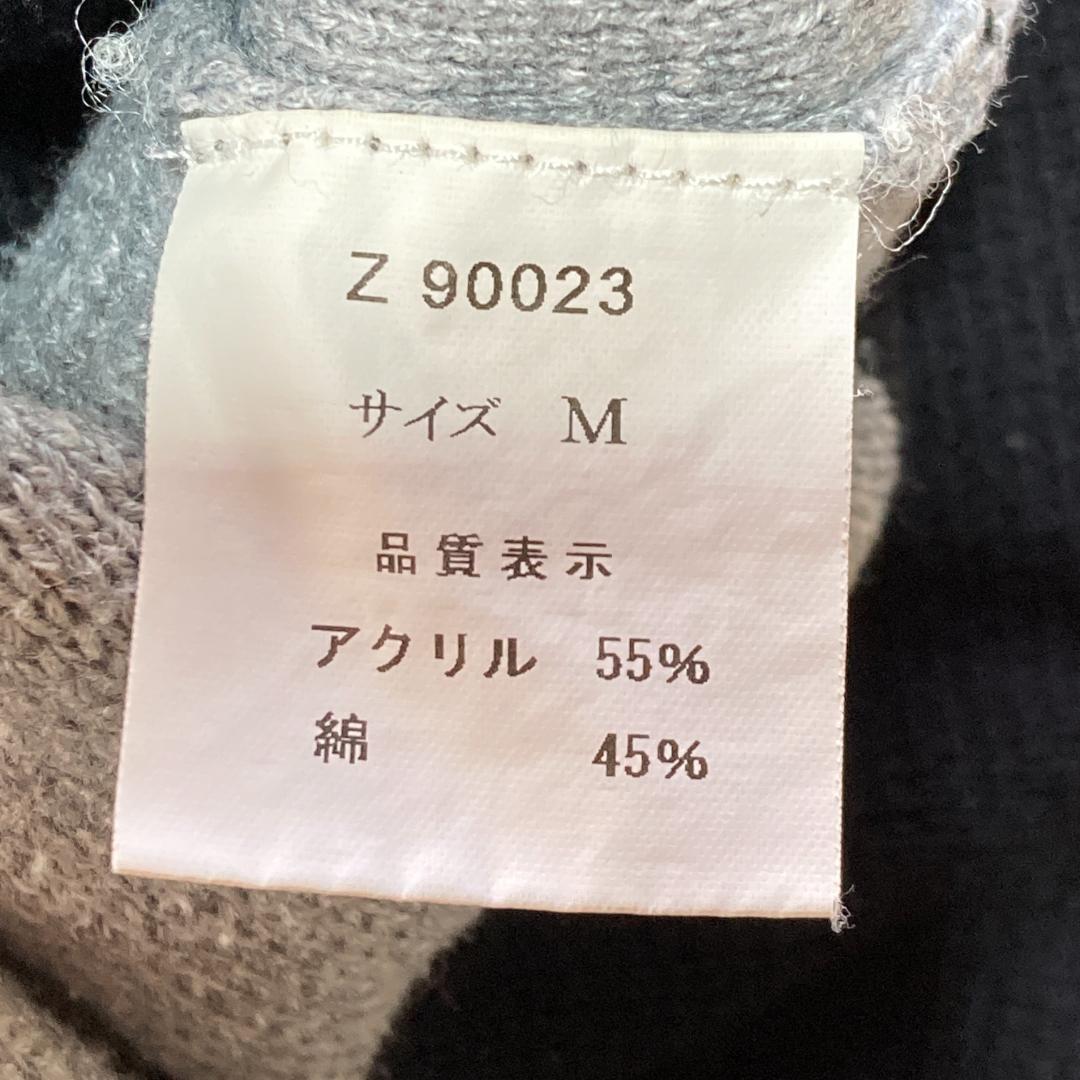 Z 90023
サイズ M
品質表示
アクリル 55%
綿 45%